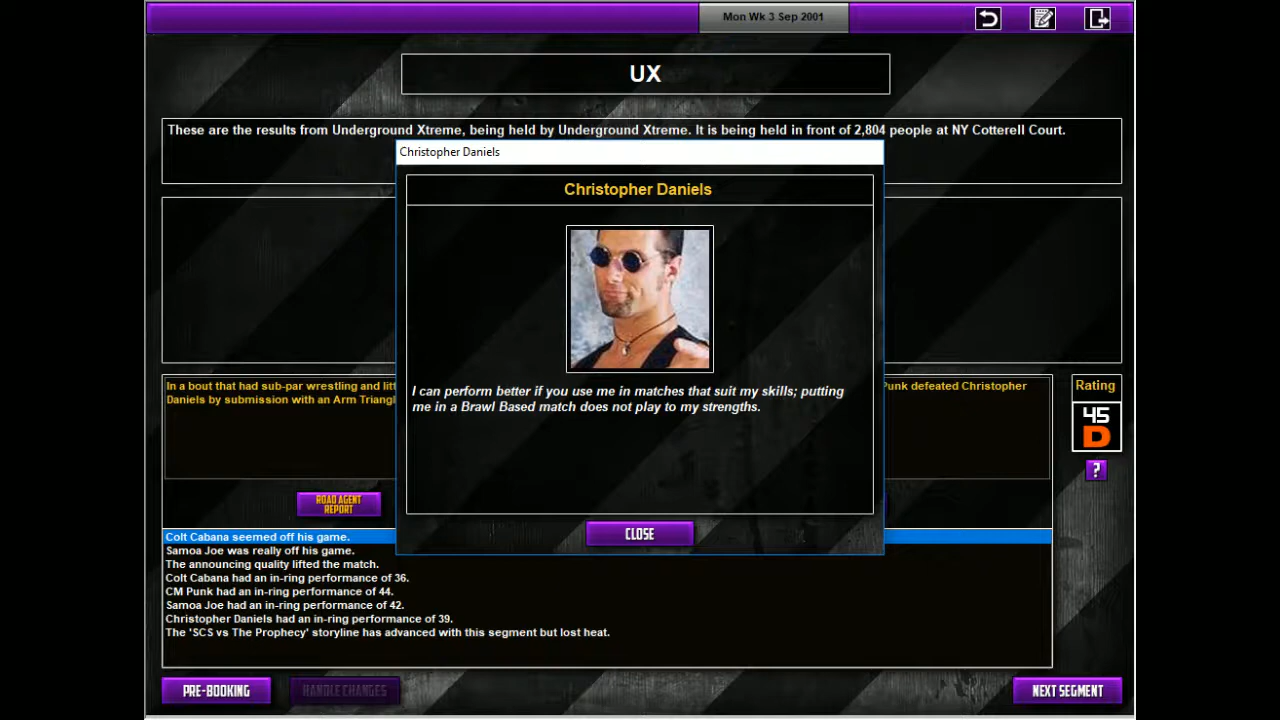 Mon Wk 3 Sep 2001
UX
These are the results from Underground Xtreme, being held by Underground Xtreme. It is being held in front of 2,804 people at NY Cotterell Court.
Christopher Daniels
Christopher Daniels
I can perform better if you use me in matches that suit my skills; putting
me in a Brawl Based match does not play to my strengths.
CLOSE
In a bout that had sub-par wrestling and
Punk defeated Christopher
Daniels by submission with an Arm
Rating
45
D
?
ROAD AGENT
REPORT
Colt Cabana seemed off his game.
Samoa Joe was really off his game.
The announcing quality lifted the match.
Colt Cabana had an in-ring performance of 36.
CM Punk had an in-ring performance of 44.
Samoa Joe had an in-ring performance of 42.
Christopher Daniels had an in-ring performance of 39.
The 'SCS vs The Prophecy' storyline has advanced with this segment but lost heat.
PRE-BOOKING
HANDLE CHANGES
NEXT SEGMENT